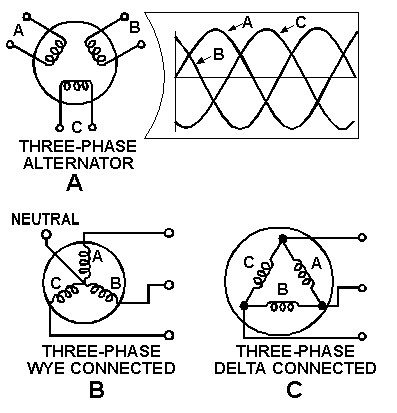 A
B
C
THREE-PHASE
ALTERNATOR
A
A
C
B
NEUTRAL
A
C
B
THREE-PHASE
WYE CONNECTED
B
C
A
B
THREE-PHASE
DELTA CONNECTED
C